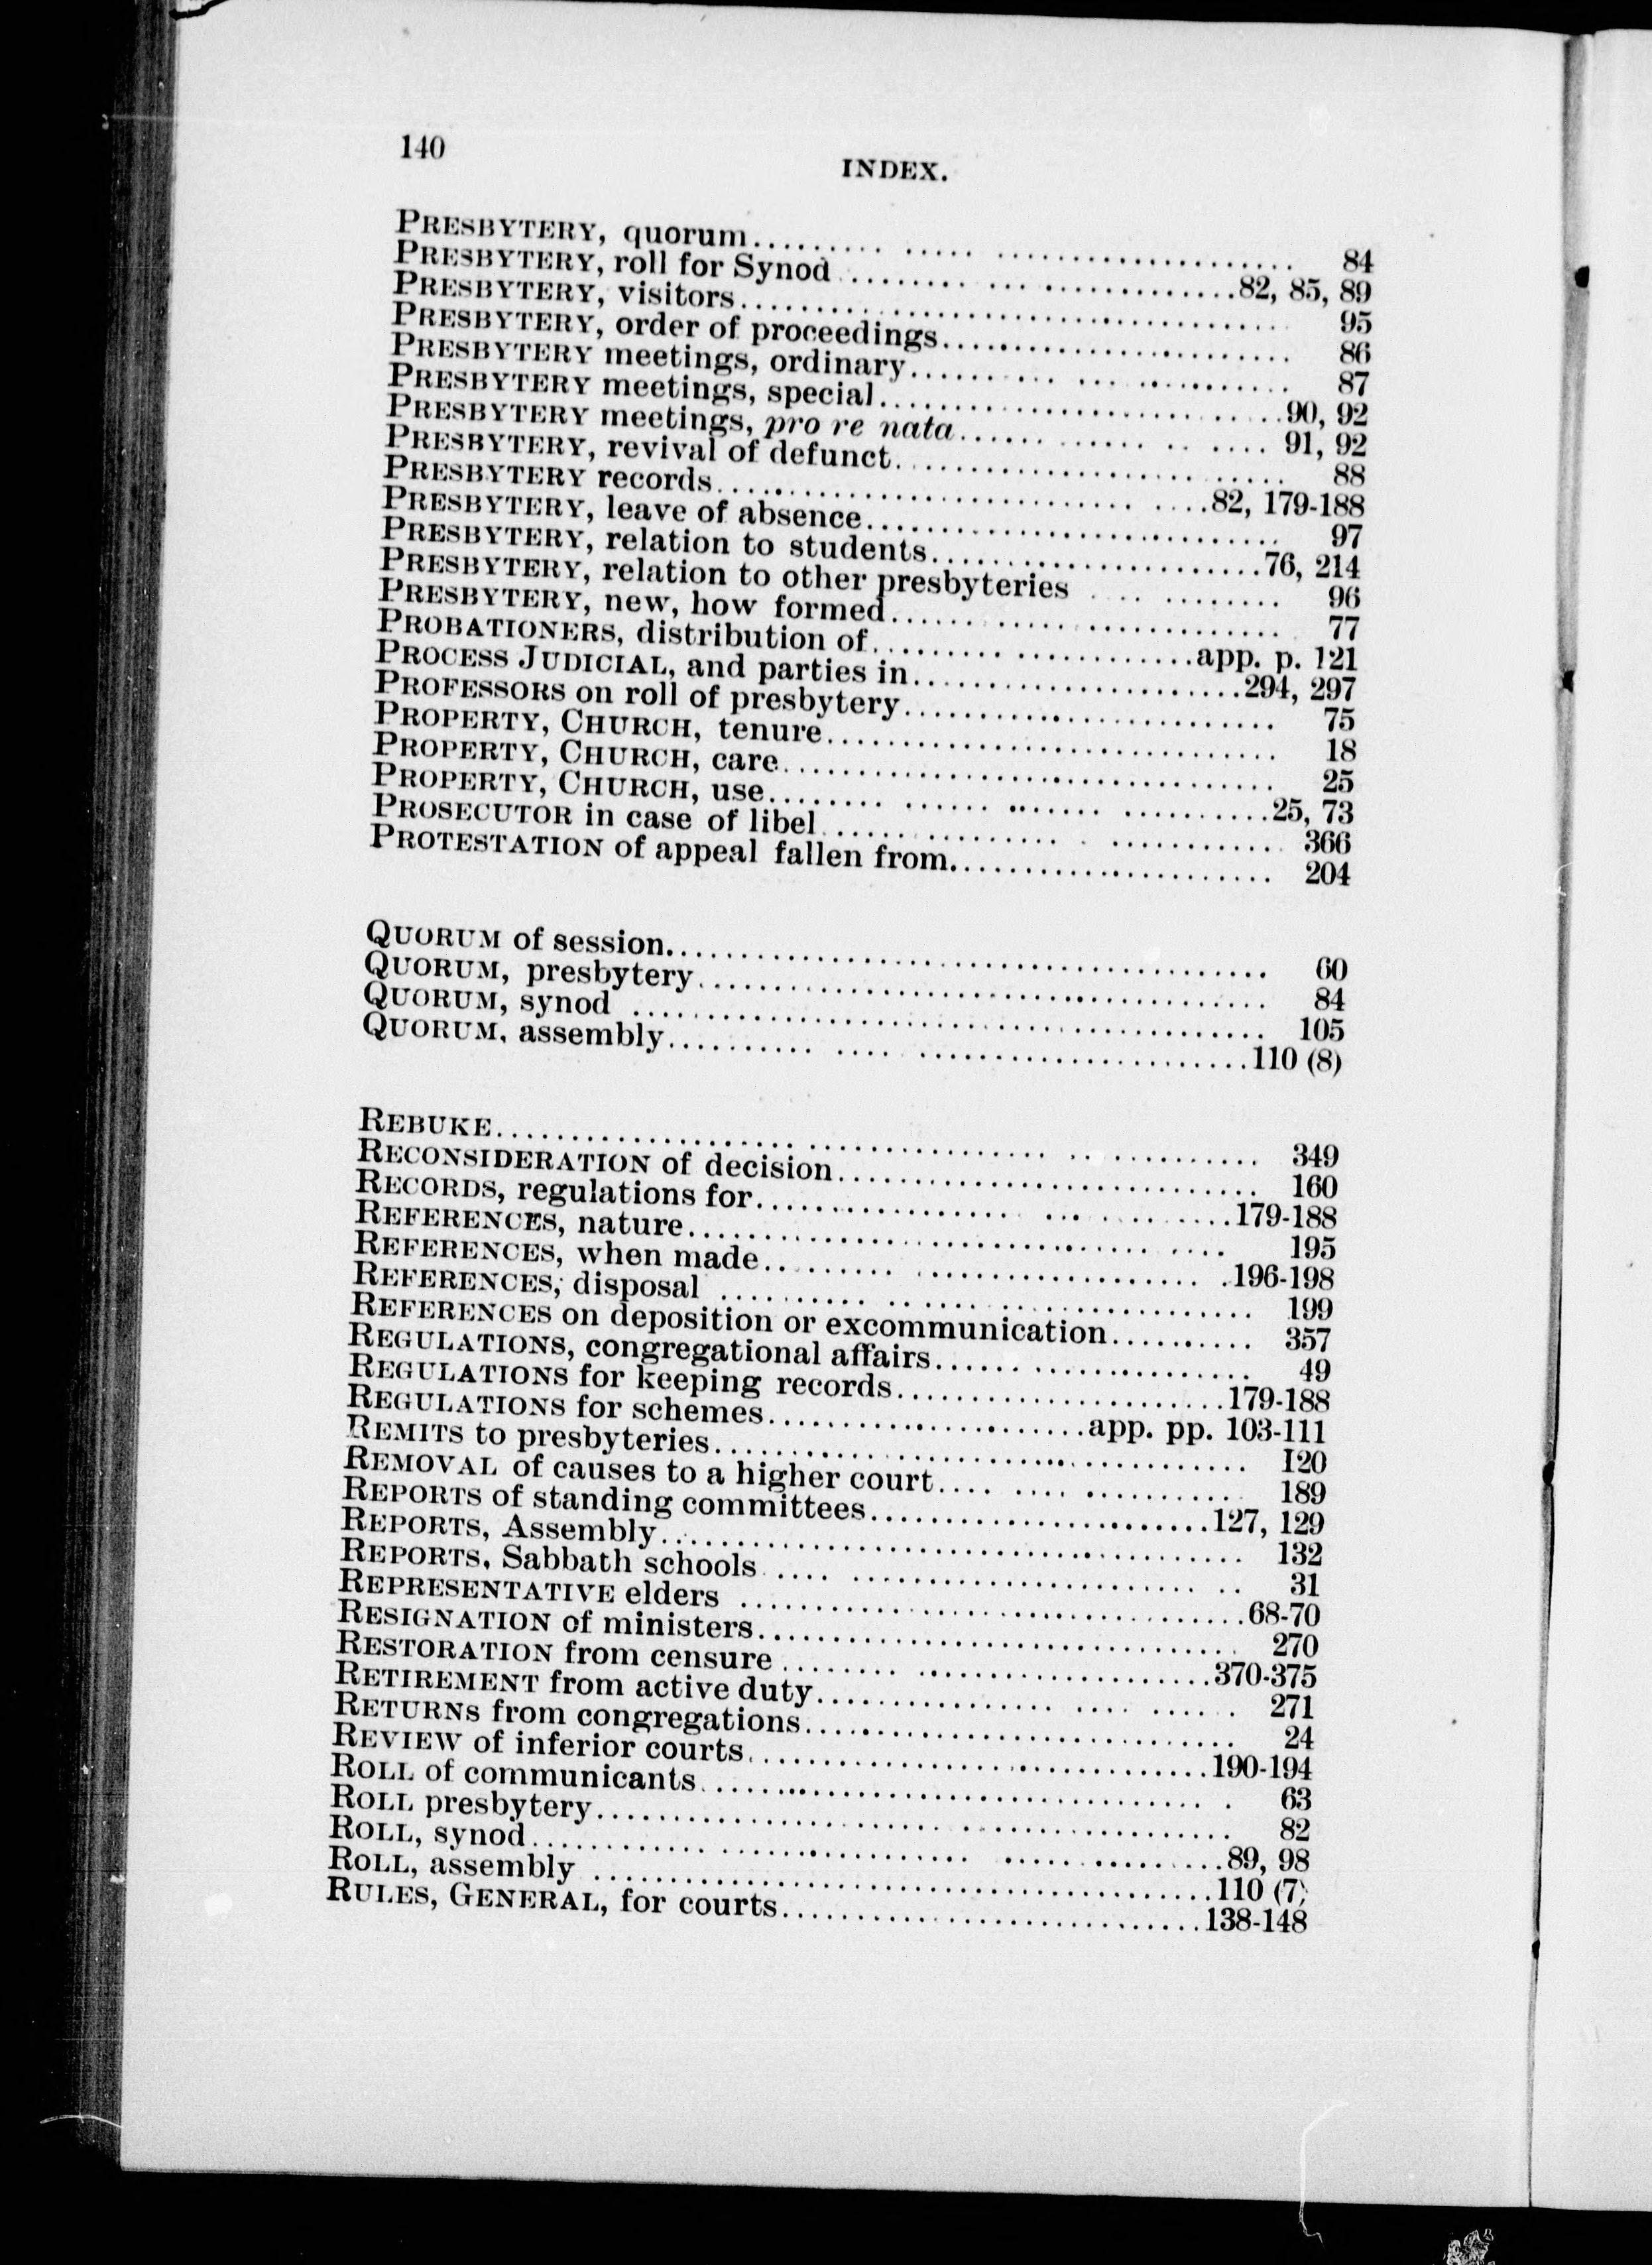 140
INDEX.
PRESBYTERY, quorum.......... ..... .................... 84
PRESBYTERY, roll for Synod ......... ... .............82, 85, 89
PRESBYTERY, visitors.................................... 95
PRESBYTERY, order of proceedings....................... 86
PRESBYTERY meetings, ordinary.......... ... .......... 87
PRESBYTERY meetings, special...........................90, 92
PRESBYTERY meetings, pro re nata...... ....... .. .... 91, 92
PRESBYTERY, revival of defunct.......................... 88
PRESBYTERY records........................... ....82, 179-188
PRESBYTERY, leave of absence............................ 97
PRESBYTERY, relation to students......................76, 214
PRESBYTERY, relation to other presbyteries .... ........ 96
PRESBYTERY, new, how formed.......................... 77
PROBATIONERS, distribution of......................app. p. 121
PROCESS JUDICIAL, and parties in......................294, 297
PROFESSORS on roll of presbytery......................... 75
PROPERTY, CHURCH, tenure.............................. 18
PROPERTY, CHURCH, care................................. 25
PROPERTY, CHURCH, use........ ...... ....... ..........25, 73
PROSECUTOR in case of libel................ . ............ 366
PROTESTATION of appeal fallen from...................... 204
QUORUM of session....................................... 60
QUORUM, presbytery...................................... 84
QUORUM, synod .......................................... 105
QUORUM, assembly.......... .... ......................110 (8)
REBUKE..................... ................ .. ........... 349
RECONSIDERATION of decision............................ 160
RECORDS, regulations for.................. ... ..........179-188
REFERENCES, nature.............................. .... 195
REFERENCES, when made......... ................... .196-198
REFERENCES, disposal .......... .. ..... ................. 199
REFERENCES on deposition or excommunication.......... 357
REGULATIONS, congregational affairs...................... 49
REGULATIONS for keeping records......................179-188
REGULATIONS for schemes.....................app. pp. 103-111
REMITS to presbyteries.................................... 120
REMOVAL of causes to a higher court.... .... ........... 189
REPORTS of standing committees.......................127, 129
REPORTS, Assembly....................................... 132
REPORTS, Sabbath schools .... ....................... .. 31
REPRESENTATIVE elders .................................68-70
RESIGNATION of ministers................................ 270
RESTORATION from censure ........ ...................370-375
RETIREMENT from active duty................ .... ...... 271
RETURNS from congregations............................. 24
REVIEW of inferior courts...............................190-194
ROLL of communicants................................. . 63
ROLL presbytery........................................... 82
ROLL, synod............ ................ ...............89, 98
ROLL, assembly .........................................110 (7)
RULES, GENERAL, for courts............................138-148